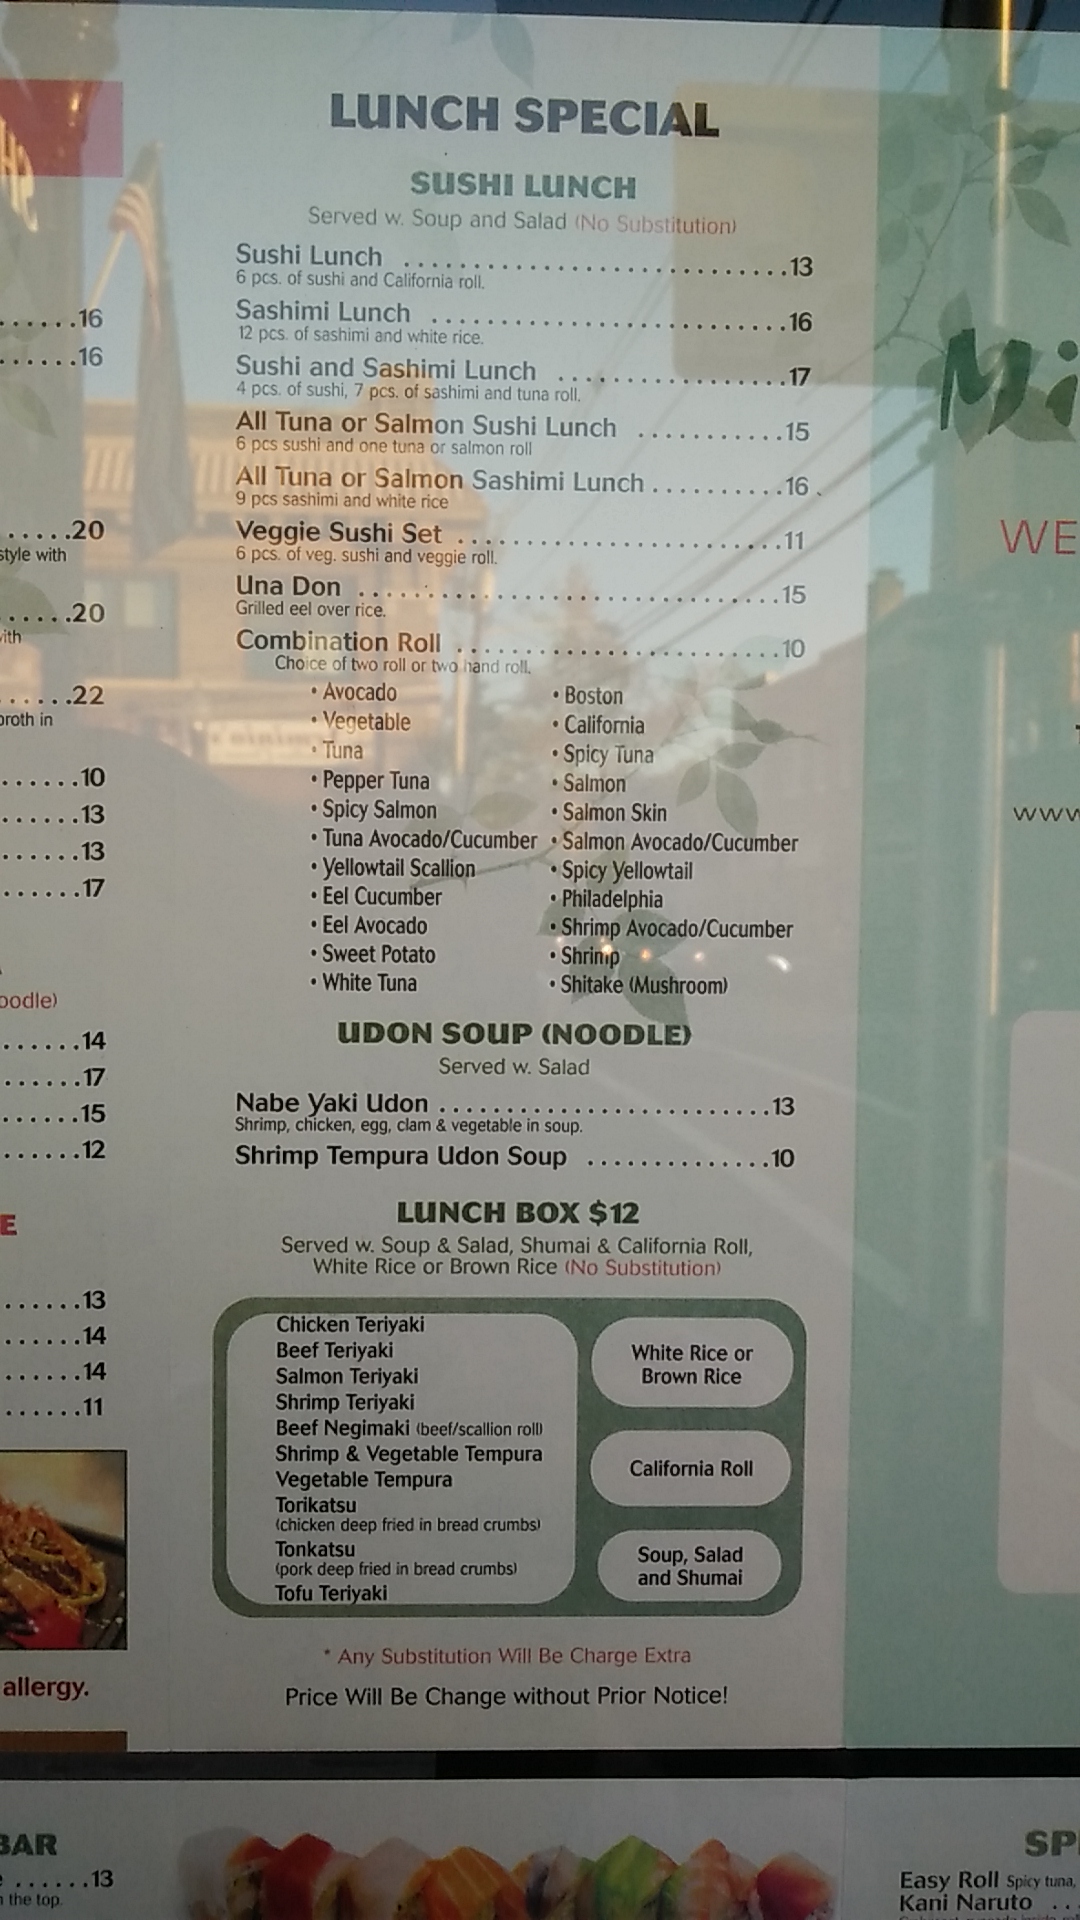 LUNCH SPECIAL
SUSHI LUNCH
Served w. Soup and Salad (No Substitution)
Sushi Lunch ............................13
6 pcs. of sushi and California roll.
Sashimi Lunch ..........................16
12 pcs. of sashimi and white rice.
Sushi and Sashimi Lunch .................17
4 pcs. of sushi, 7 pcs. of sashimi and tuna roll.
All Tuna or Salmon Sushi Lunch ...........15
6 pcs sushi and one tuna or salmon roll
All Tuna or Salmon Sashimi Lunch..........16
9 pcs sashimi and white rice
Veggie Sushi Set ........................11
6 pcs. of veg. sushi and veggie roll.
Una Don ...............................15
Grilled eel over rice.
Combination Roll ........................10
Choice of two roll or two hand roll.
• Avocado • Boston
• Vegetable • California
• Tuna • Spicy Tuna
• Pepper Tuna • Salmon
• Spicy Salmon • Salmon Skin
• Tuna Avocado/Cucumber • Salmon Avocado/Cucumber
• Yellowtail Scallion • Spicy Yellowtail
• Eel Cucumber • Philadelphia
• Eel Avocado • Shrimp Avocado/Cucumber
• Sweet Potato • Shrimp
• White Tuna • Shitake (Mushroom)
UDON SOUP (NOODLE)
Served w. Salad
Nabe Yaki Udon .........................13
Shrimp, chicken, egg, clam & vegetable in soup.
Shrimp Tempura Udon Soup ..............10
LUNCH BOX $12
Served w. Soup & Salad, Shumai & California Roll,
White Rice or Brown Rice (No Substitution)
Chicken Teriyaki
Beef Teriyaki
Salmon Teriyaki
Shrimp Teriyaki
Beef Negimaki (beef/scallion roll)
Shrimp & Vegetable Tempura
Vegetable Tempura
Torikatsu
(chicken deep fried in bread crumbs)
Tonkatsu
(pork deep fried in bread crumbs)
Tofu Teriyaki
White Rice or
Brown Rice
California Roll
Soup, Salad
and Shumai
* Any Substitution Will Be Charge Extra
Price Will Be Change without Prior Notice!
......16
......16
.....20
style with
.....20
......22
broth in
......10
......13
......13
......17
......14
......17
......15
......12
E
......13
......14
......14
......11
allergy.
BAR
......13
the top.
Mi
WE
www
SP
Easy Roll Spicy tuna,
Kani Naruto ...